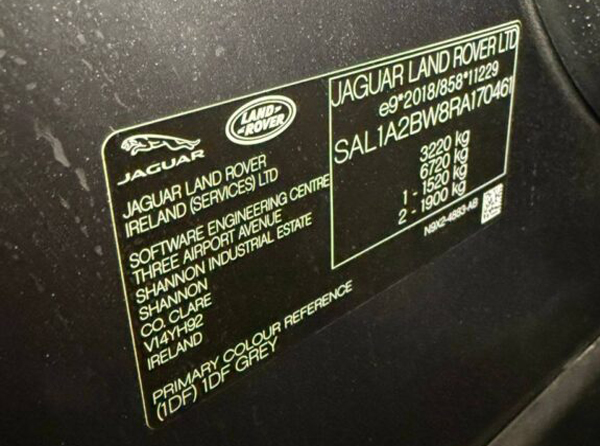 JAGUAR
LAND-
-ROVER
JAGUAR LAND ROVER
IRELAND (SERVICES) LTD
SOFTWARE ENGINEERING CENTRE
THREE AIRPORT AVENUE
SHANNON INDUSTRIAL ESTATE
SHANNON
CO. CLARE
V14YH92
IRELAND
PRIMARY COLOUR REFERENCE
(1DF) 1DF GREY
JAGUAR LAND ROVER LTD
e9*2018/858*11229
SAL1A2BW8RA170461
3220 kg
6720 kg
1 - 1520 kg
2 - 1900 kg
N9X2-4883-AB